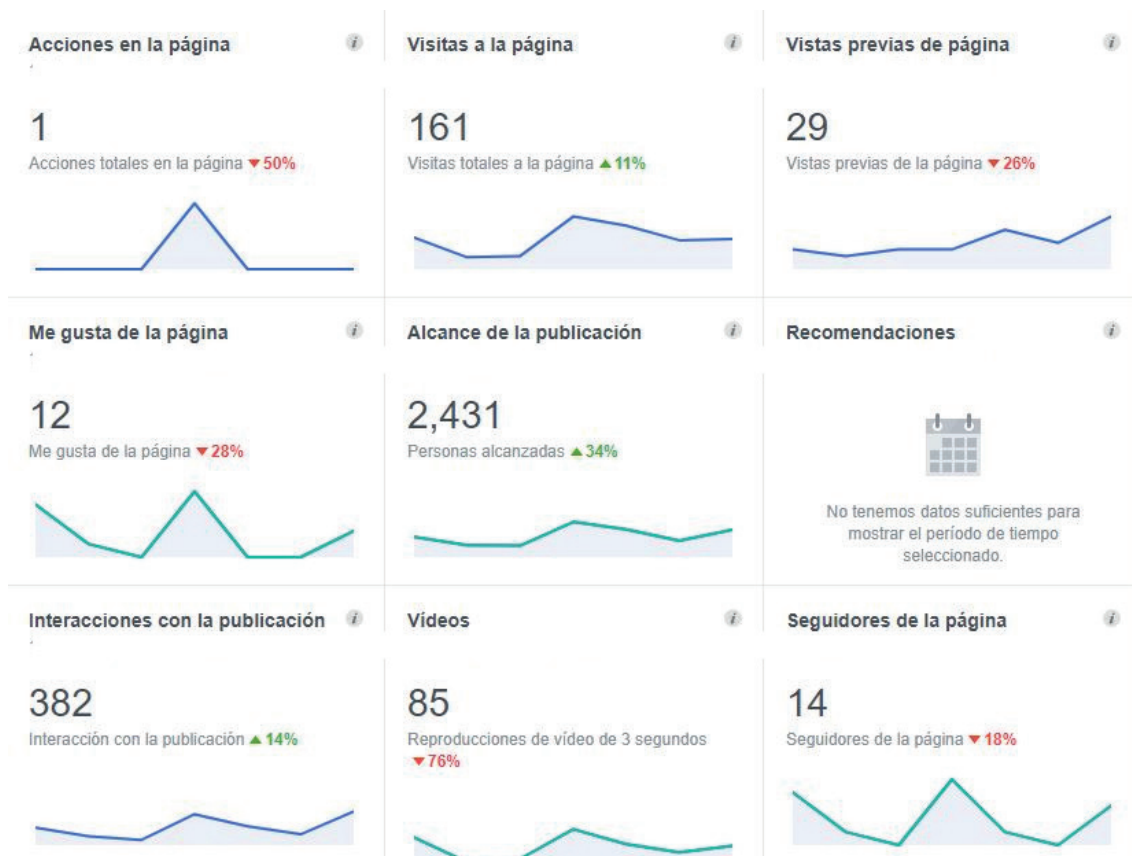 Acciones en la página
1
Acciones totales en la página ▼50%
Visitas a la página
161
Visitas totales a la página ▲11%
Vistas previas de página
29
Vistas previas de la página ▼26%
Me gusta de la página
12
Me gusta de la página ▼28%
Alcance de la publicación
2,431
Personas alcanzadas ▲34%
Recomendaciones
No tenemos datos suficientes para
mostrar el período de tiempo
seleccionado.
Interacciones con la publicación
382
Interacción con la publicación ▲14%
Vídeos
85
Reproducciones de vídeo de 3 segundos
▼76%
Seguidores de la página
14
Seguidores de la página ▼18%